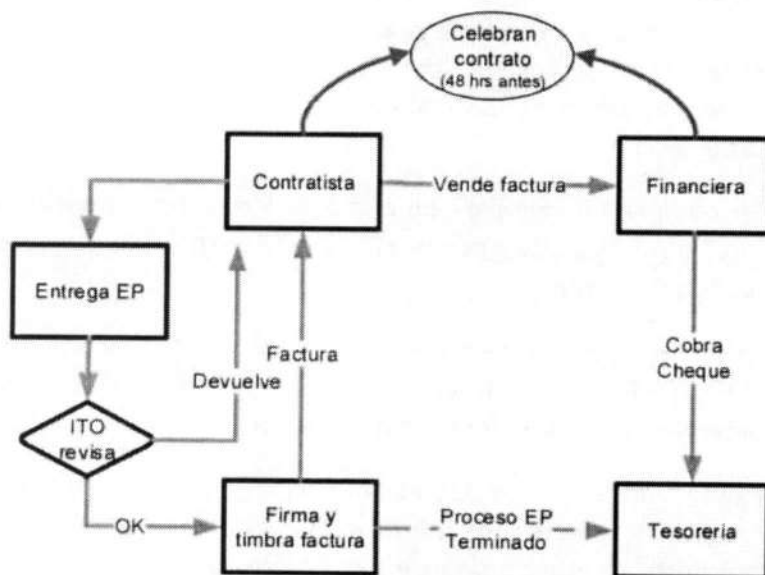 Celebran
contrato
(48 hrs antes)
Contratista
Vende factura
Financiera
Entrega EP
Factura
Cobra
Cheque
Devuelve
ITO
revisa
OK
Firma y
timbra factura
Proceso EP
Terminado
Tesoreria